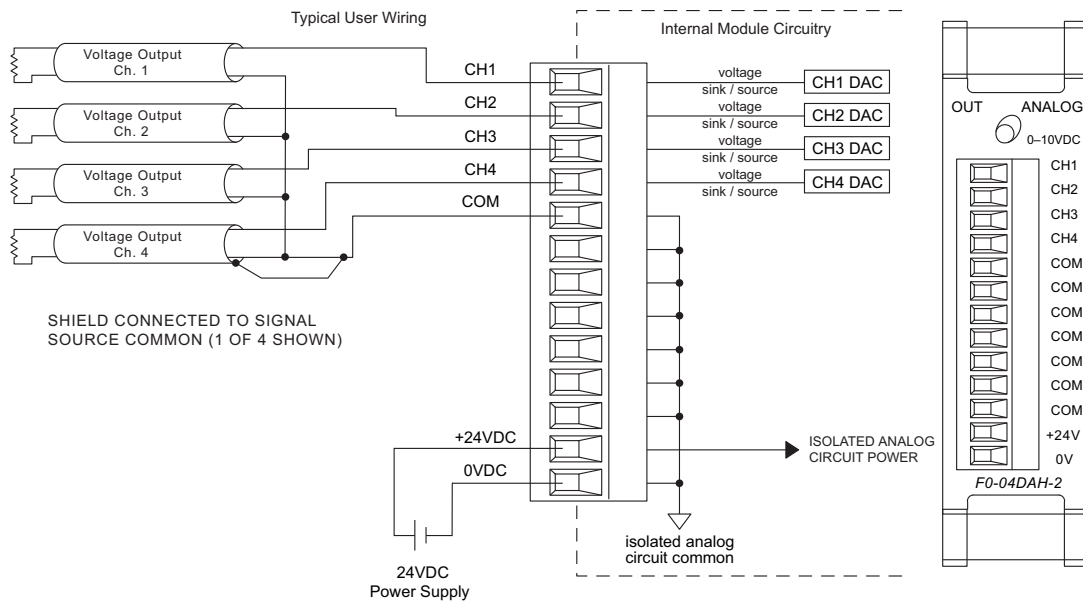 Typical User Wiring
Internal Module Circuitry
Voltage Output
Ch. 1
Voltage Output
Ch. 2
Voltage Output
Ch. 3
Voltage Output
Ch. 4
SHIELD CONNECTED TO SIGNAL
SOURCE COMMON (1 OF 4 SHOWN)
CH1
CH2
CH3
CH4
COM
+24VDC
0VDC
24VDC
Power Supply
voltage
sink / source
CH1 DAC
voltage
sink / source
CH2 DAC
voltage
sink / source
CH3 DAC
voltage
sink / source
CH4 DAC
ISOLATED ANALOG
CIRCUIT POWER
isolated analog
circuit common
OUT ANALOG
0–10VDC
CH1
CH2
CH3
CH4
COM
COM
COM
COM
COM
COM
COM
+24V
0V
F0-04DAH-2